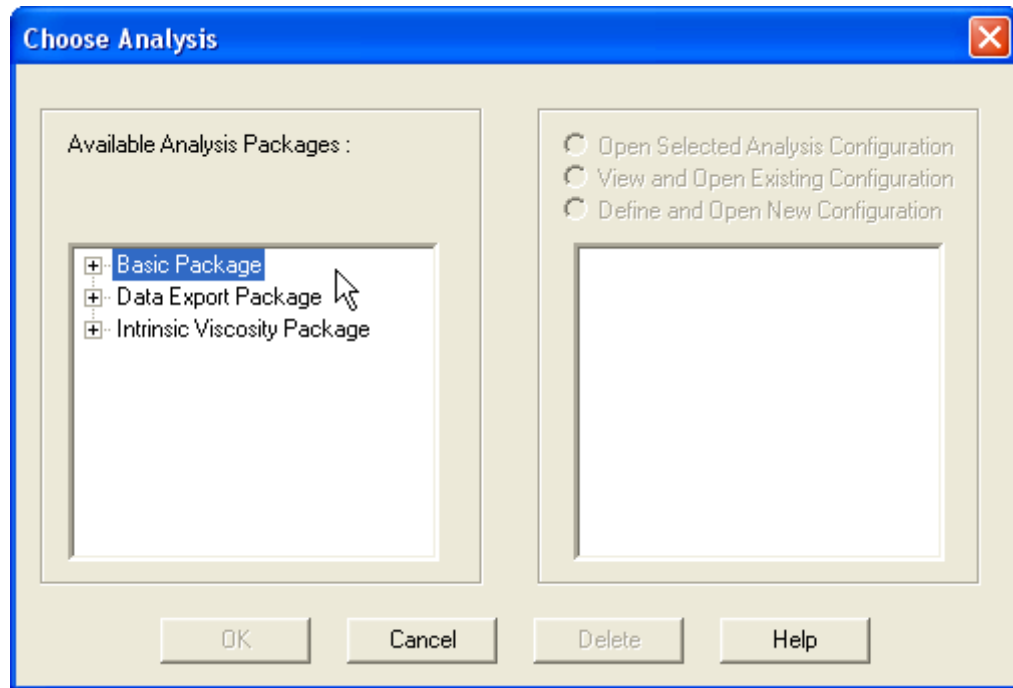 Choose Analysis
Available Analysis Packages :
Basic Package
Data Export Package
Intrinsic Viscosity Package
Open Selected Analysis Configuration
View and Open Existing Configuration
Define and Open New Configuration
OK
Cancel
Delete
Help